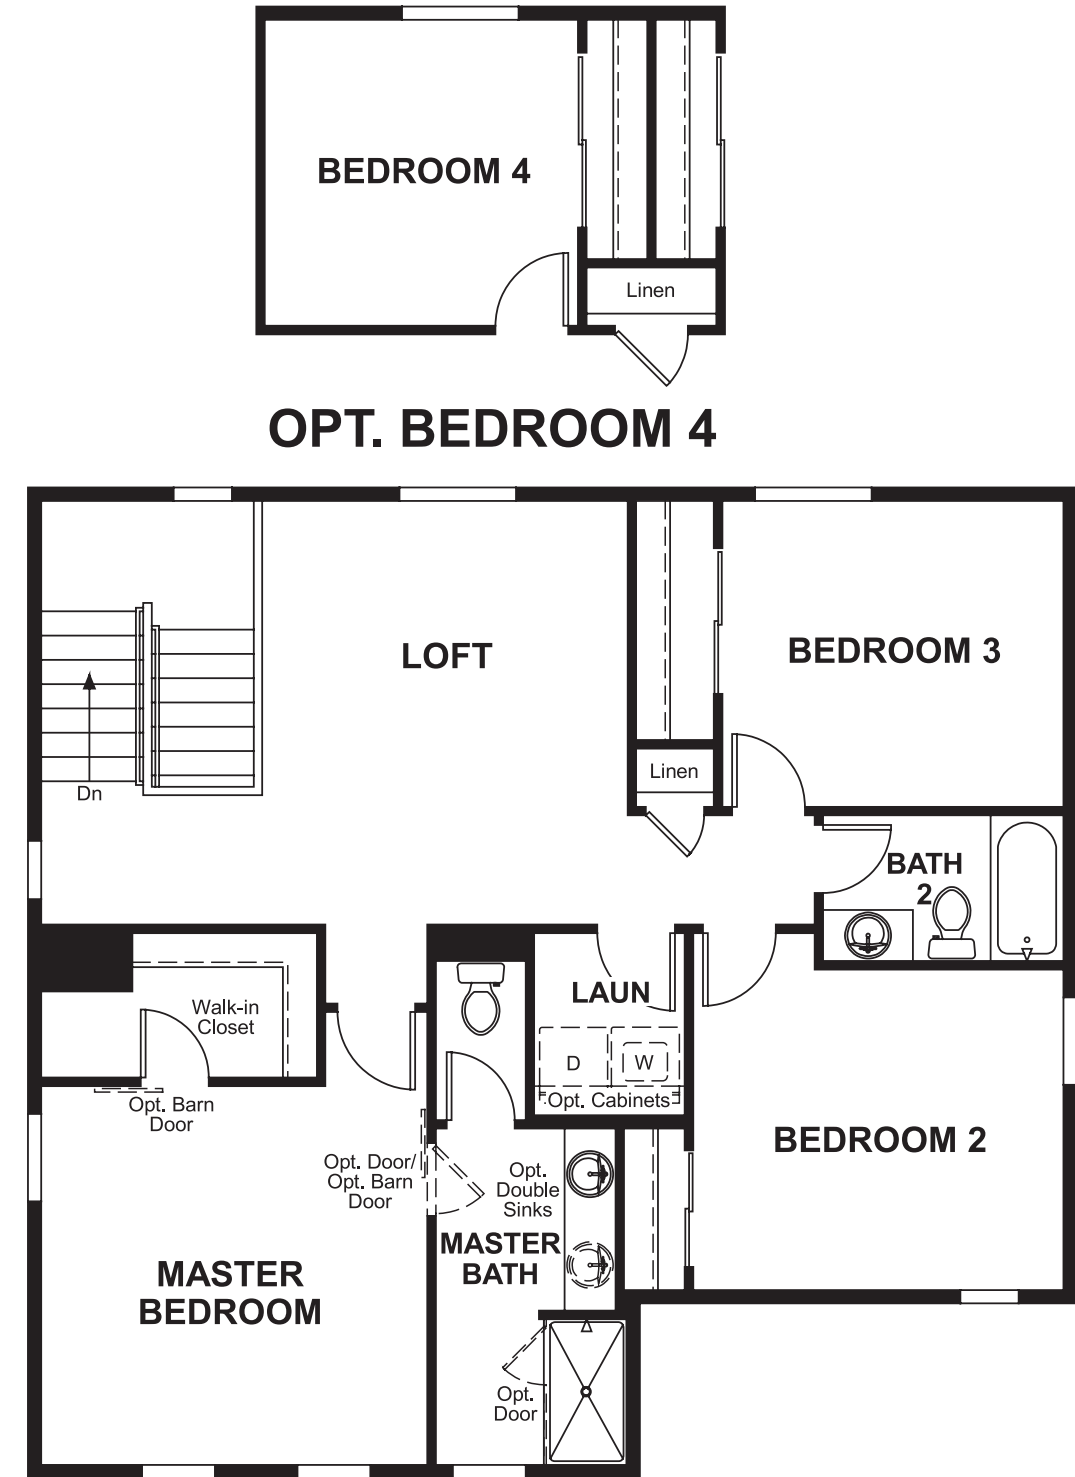 BEDROOM 4
Linen
OPT. BEDROOM 4
LOFT
BEDROOM 3
Dn
Linen
BATH
2
Walk-in
Closet
LAUN
D
W
Opt. Cabinets
Opt. Barn
Door
Opt. Door/
Opt. Barn
Door
Opt.
Double
Sinks
BEDROOM 2
MASTER
BATH
MASTER
BEDROOM
Opt.
Door